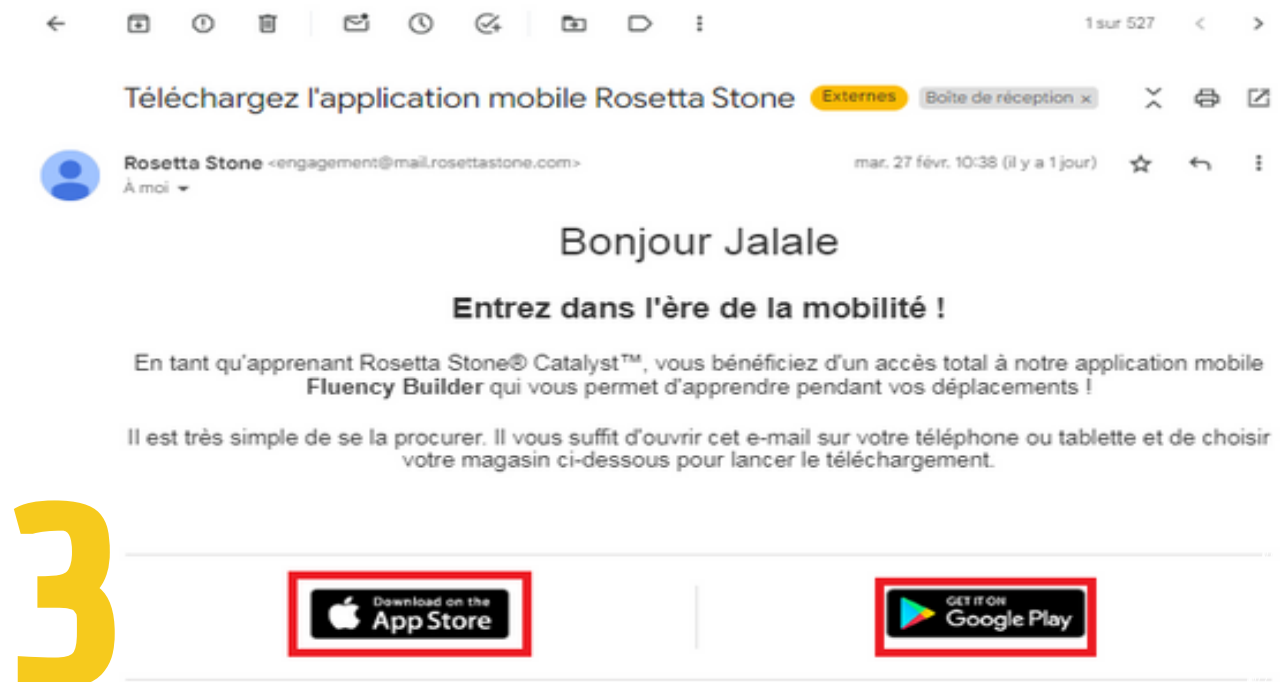 1 sur 527
Téléchargez l'application mobile Rosetta Stone Externes Boîte de réception x
Rosetta Stone <engagement@mail.rosettastone.com> mar. 27 févr. 10:38 (il y a 1 jour)
À moi
Bonjour Jalale
Entrez dans l'ère de la mobilité !
En tant qu'apprenant Rosetta Stone® Catalyst™, vous bénéficiez d'un accès total à notre application mobile
Fluency Builder qui vous permet d'apprendre pendant vos déplacements !
Il est très simple de se la procurer. Il vous suffit d'ouvrir cet e-mail sur votre téléphone ou tablette et de choisir
votre magasin ci-dessous pour lancer le téléchargement.
3
Download on the
App Store
GET IT ON
Google Play